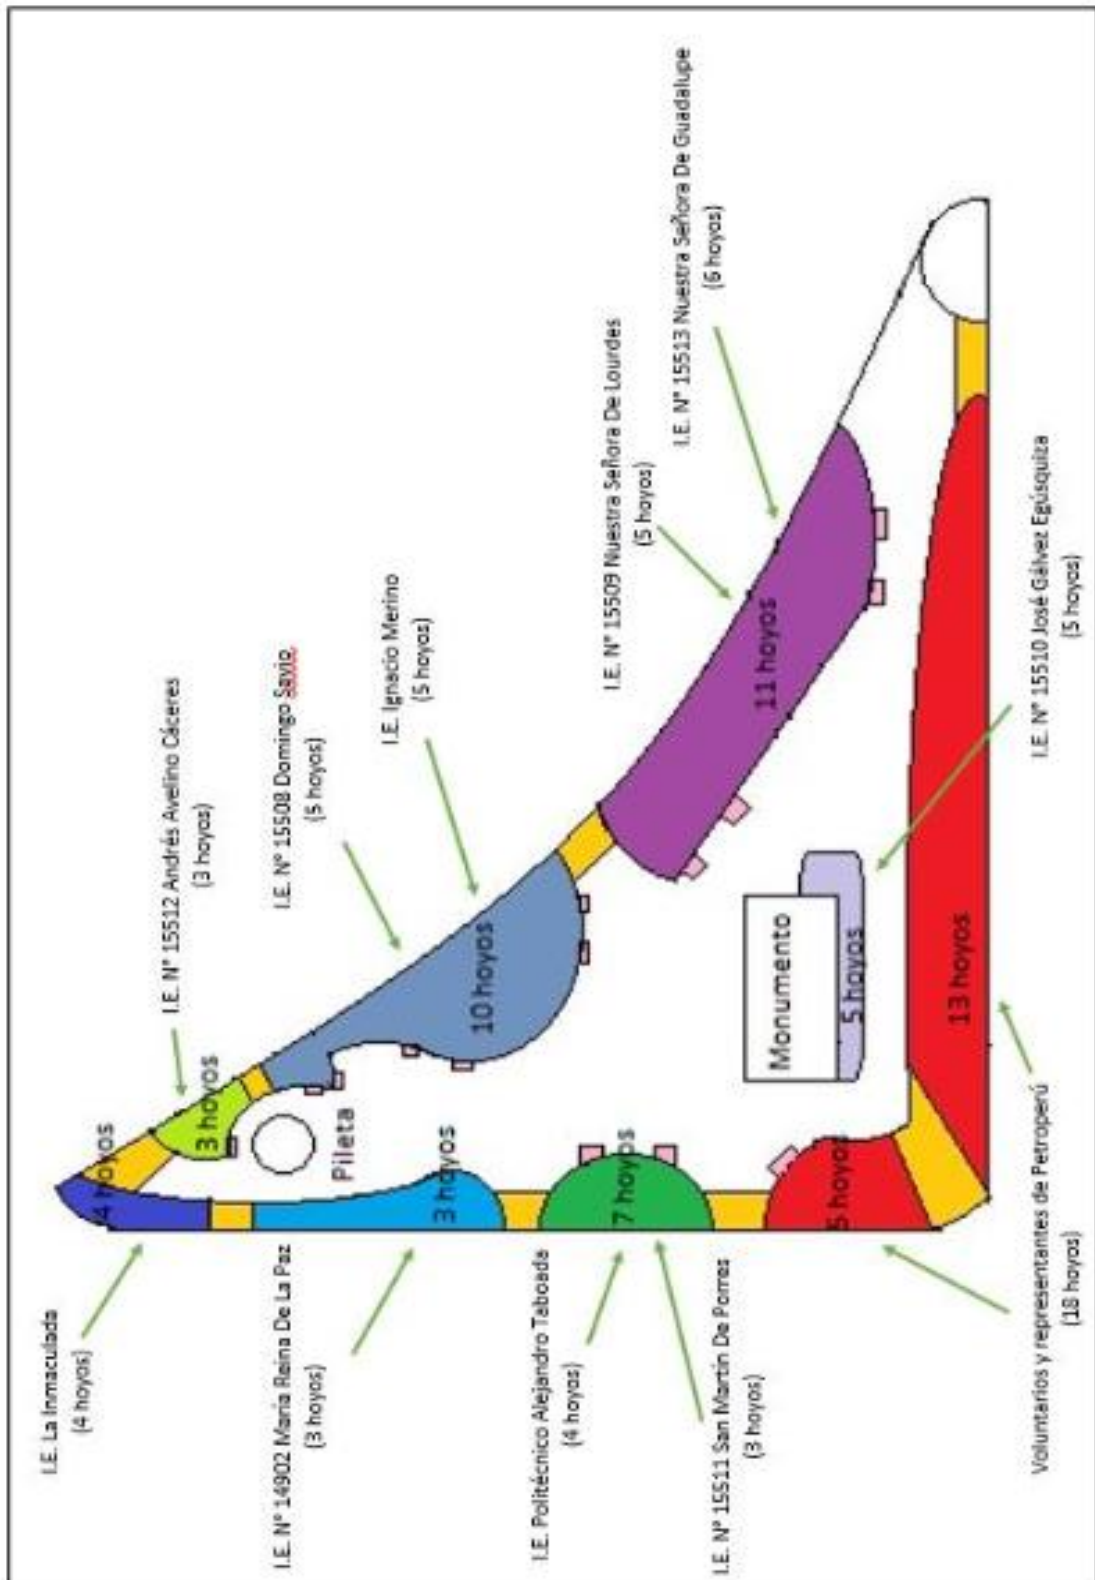 I.E. La Inmaculada
(4 hoyos)
I.E. N° 15512 Andrés Avelino Cáceres
(3 hoyos)
I.E. N° 15508 Domingo Savio
(5 hoyos)
I.E. Ignacio Merino
(5 hoyos)
I.E. N° 15509 Nuestra Señora De Lourdes
(5 hoyos)
I.E. N° 15513 Nuestra Señora De Guadalupe
(6 hoyos)
4 hoyos
3 hoyos
Pileta
10 hoyos
3 hoyos
11 hoyos
7 hoyos
Monumento
5 hoyos
5 hoyos
13 hoyos
I.E. N° 14902 María Reina De La Paz
(3 hoyos)
I.E. Politécnico Alejandro Taboada
(4 hoyos)
I.E. N° 15511 San Martín De Porres
(3 hoyos)
Voluntarios y representantes de Petroperú
(18 hoyos)
I.E. N° 15510 José Gálvez Egúsquiza
(5 hoyos)